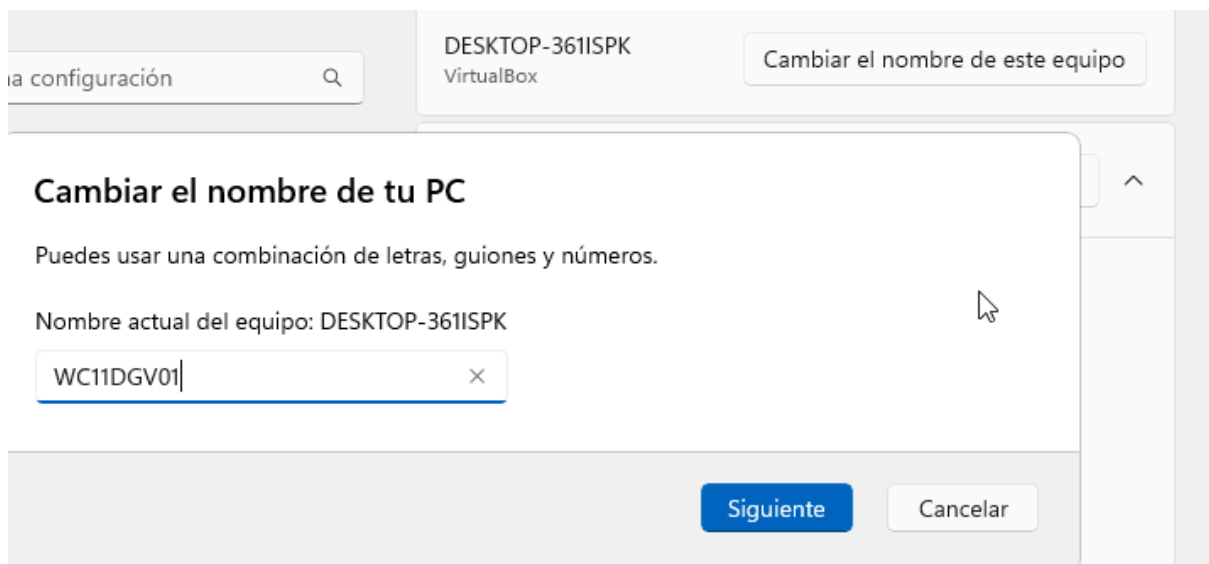 DESKTOP-361ISPK
VirtualBox
Cambiar el nombre de este equipo
a configuración
Cambiar el nombre de tu PC
Puedes usar una combinación de letras, guiones y números.
Nombre actual del equipo: DESKTOP-361ISPK
WC11DGV01
Siguiente
Cancelar